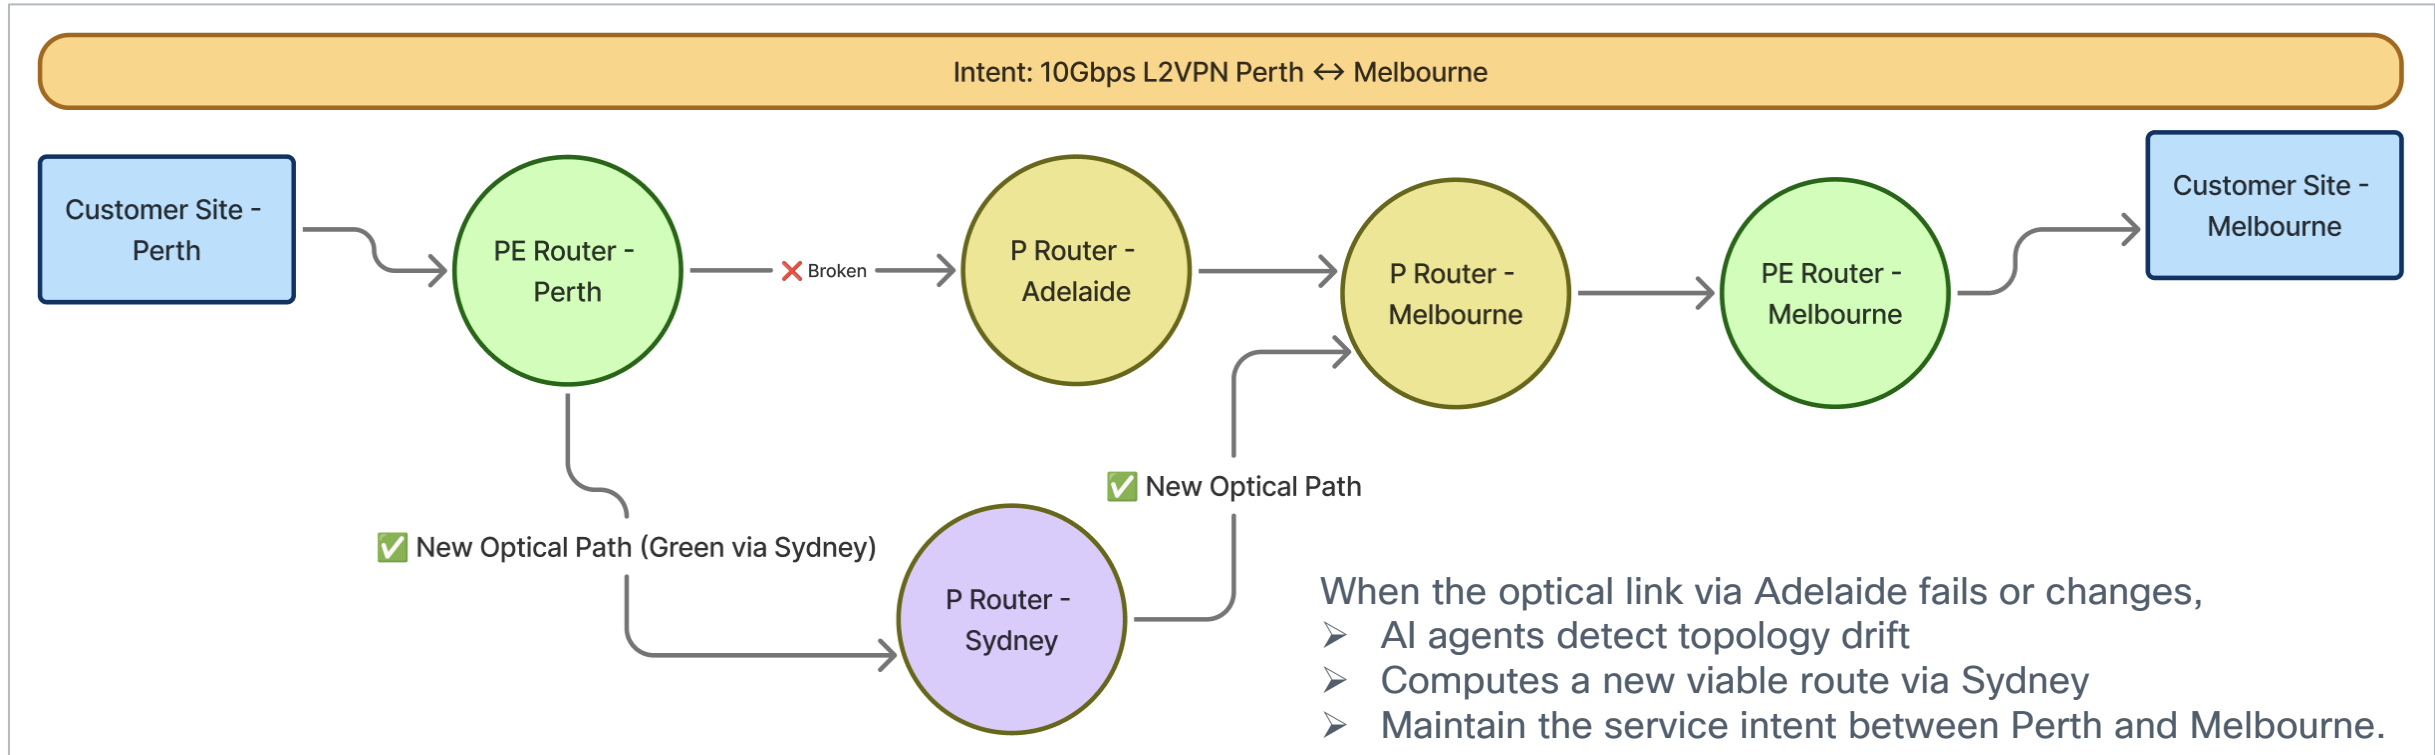 Intent: 10Gbps L2VPN Perth ↔ Melbourne
Customer Site -
Perth
PE Router -
Perth
❌ Broken
P Router -
Adelaide
P Router -
Melbourne
PE Router -
Melbourne
Customer Site -
Melbourne
✅ New Optical Path (Green via Sydney)
✅ New Optical Path
P Router -
Sydney
When the optical link via Adelaide fails or changes,
➢ AI agents detect topology drift
➢ Computes a new viable route via Sydney
➢ Maintain the service intent between Perth and Melbourne.